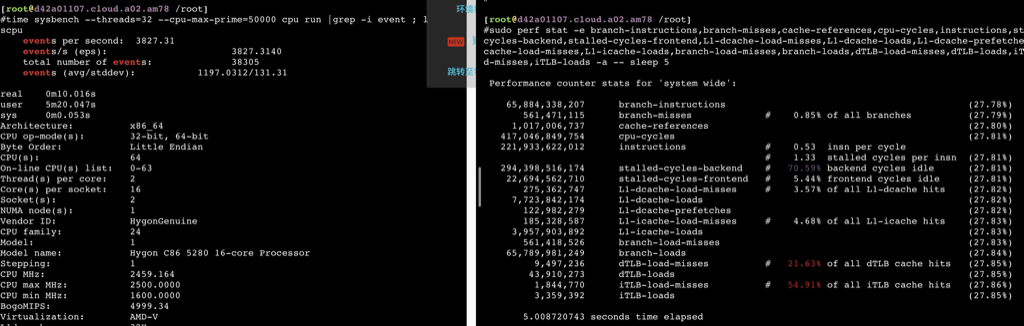 [root@d42a01107.cloud.a02.am78 /root]
#time sysbench --threads=32 --cpu-max-prime=50000 cpu run |grep -i event ; l
scpu
events per second: 3827.31
events/s (eps): 3827.3140
total number of events: 38305
events (avg/stddev): 1197.0312/131.31
real 0m10.016s
user 5m20.047s
sys 0m0.053s
Architecture: x86_64
CPU op-mode(s): 32-bit, 64-bit
Byte Order: Little Endian
CPU(s): 64
On-line CPU(s) list: 0-63
Thread(s) per core: 2
Core(s) per socket: 16
Socket(s): 2
NUMA node(s): 1
Vendor ID: HygonGenuine
CPU family: 24
Model: 1
Model name: Hygon C86 5280 16-core Processor
Stepping: 1
CPU MHz: 2459.164
CPU max MHz: 2500.0000
CPU min MHz: 1600.0000
BogoMIPS: 4999.34
Virtualization: AMD-V
环境
NEW
跳转至
[root@d42a01107.cloud.a02.am78 /root]
#sudo perf stat -e branch-instructions,branch-misses,cache-references,cpu-cycles,instructions,st
cycles-backend,stalled-cycles-frontend,L1-dcache-load-misses,L1-dcache-loads,L1-dcache-prefetche
cache-load-misses,L1-icache-loads,branch-load-misses,branch-loads,dTLB-load-misses,dTLB-loads,iT
d-misses,iTLB-loads -a -- sleep 5
Performance counter stats for 'system wide':
65,884,338,207 branch-instructions (27.78%)
561,471,115 branch-misses # 0.85% of all branches (27.79%)
1,017,006,737 cache-references (27.80%)
417,046,849,754 cpu-cycles (27.81%)
221,933,622,012 instructions # 0.53 insn per cycle
# 1.33 stalled cycles per insn (27.81%)
294,398,516,174 stalled-cycles-backend # 70.59% backend cycles idle (27.81%)
22,694,562,710 stalled-cycles-frontend # 5.44% frontend cycles idle (27.81%)
275,362,747 L1-dcache-load-misses # 3.57% of all L1-dcache hits (27.82%)
7,723,842,174 L1-dcache-loads (27.82%)
122,982,279 L1-dcache-prefetches (27.82%)
185,328,587 L1-icache-load-misses # 4.68% of all L1-icache hits (27.83%)
3,957,903,892 L1-icache-loads (27.83%)
561,418,526 branch-load-misses (27.83%)
65,789,981,249 branch-loads (27.84%)
9,497,236 dTLB-load-misses # 21.63% of all dTLB cache hits (27.85%)
43,910,273 dTLB-loads (27.85%)
1,844,770 iTLB-load-misses # 54.91% of all iTLB cache hits (27.86%)
3,359,392 iTLB-loads (27.85%)
5.008720743 seconds time elapsed